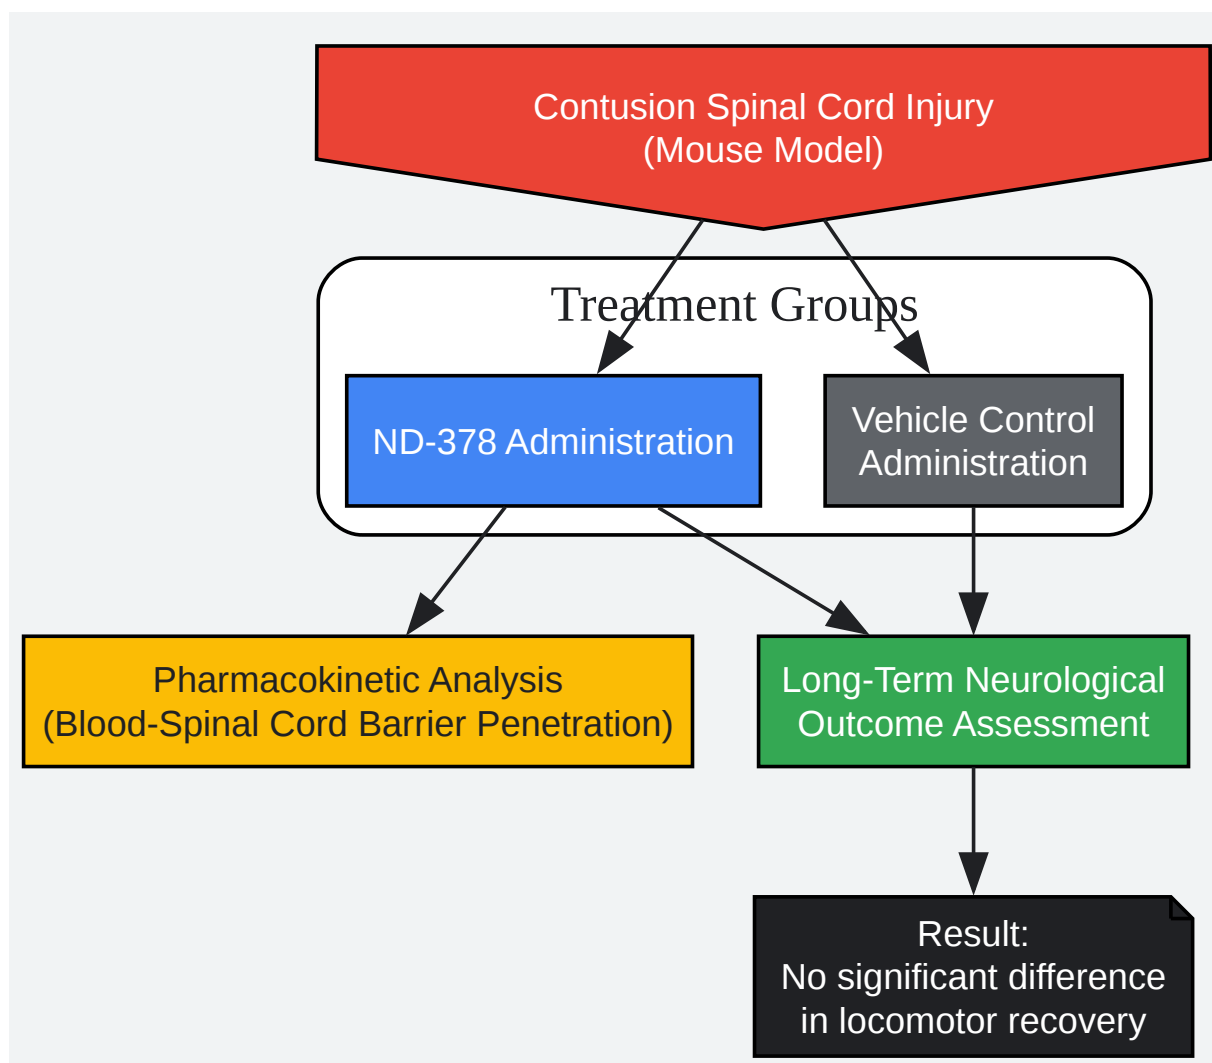 Contusion Spinal Cord Injury
(Mouse Model)
Treatment Groups
ND-378 Administration
Vehicle Control
Administration
Pharmacokinetic Analysis
(Blood-Spinal Cord Barrier Penetration)
Long-Term Neurological
Outcome Assessment
Result:
No significant difference
in locomotor recovery